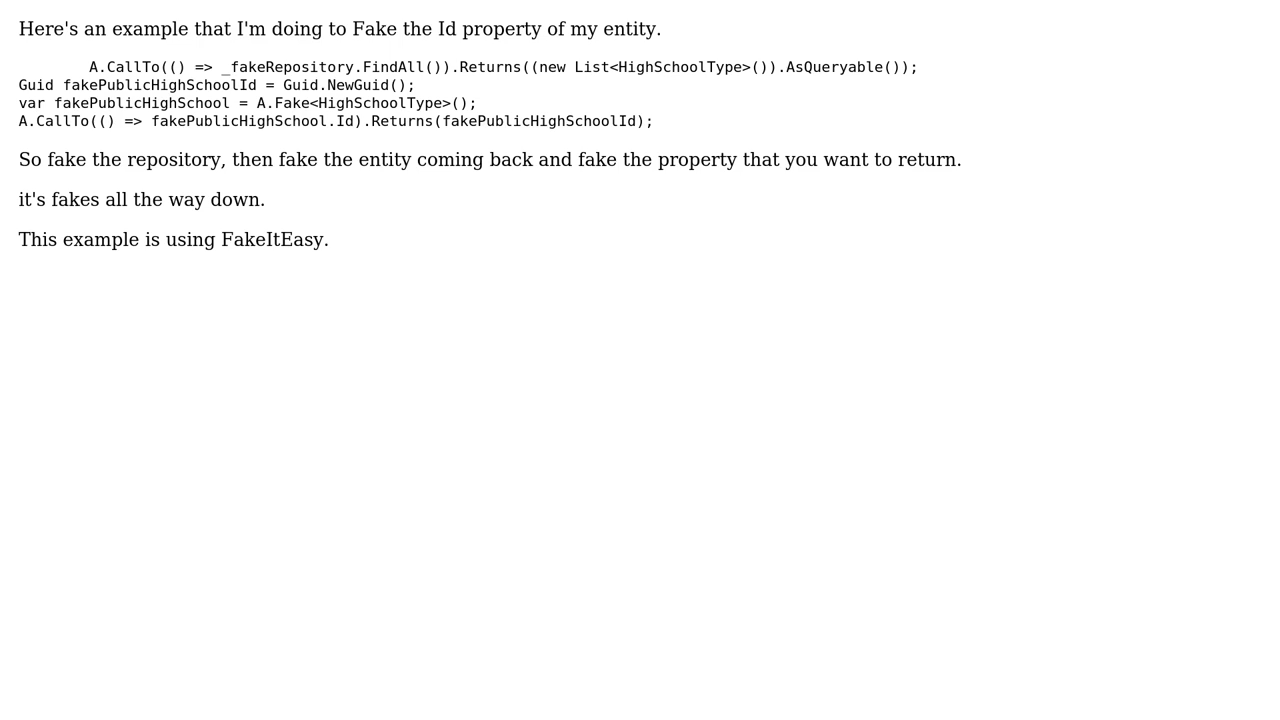 Here's an example that I'm doing to Fake the Id property of my entity.
        A.CallTo(() => _fakeRepository.FindAll()).Returns((new List<HighSchoolType>()).AsQueryable());
Guid fakePublicHighSchoolId = Guid.NewGuid();
var fakePublicHighSchool = A.Fake<HighSchoolType>();
A.CallTo(() => fakePublicHighSchool.Id).Returns(fakePublicHighSchoolId);
So fake the repository, then fake the entity coming back and fake the property that you want to return.
it's fakes all the way down.
This example is using FakeItEasy.